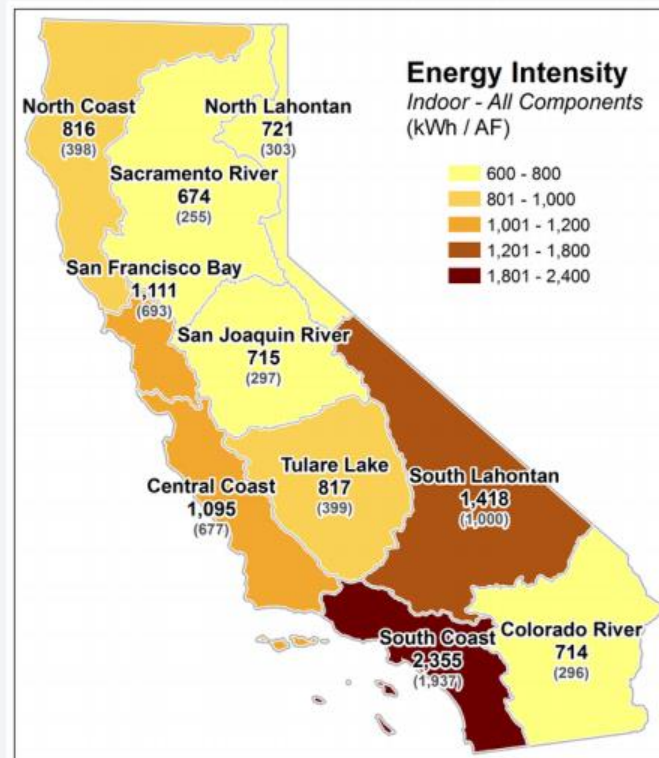 Energy Intensity
Indoor - All Components
(kWh / AF)
600 - 800
801 - 1,000
1,001 - 1,200
1,201 - 1,800
1,801 - 2,400
North Coast
816
(398)
North Lahontan
721
(303)
Sacramento River
674
(255)
San Francisco Bay
1,111
(693)
San Joaquin River
715
(297)
Tulare Lake
817
(399)
Central Coast
1,095
(677)
South Lahontan
1,418
(1,000)
South Coast
2,355
(1,937)
Colorado River
714
(296)